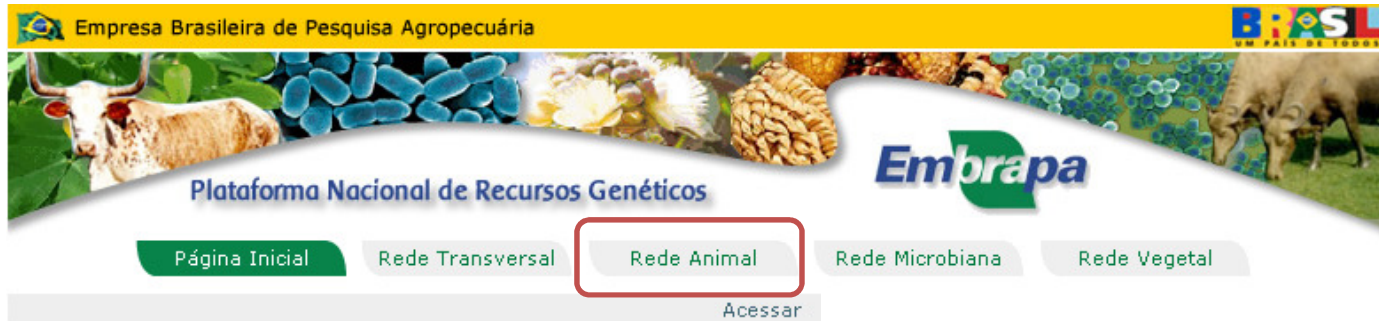 Empresa Brasileira de Pesquisa Agropecuária
BRASIL
UM PAÍS DE TODOS
Plataforma Nacional de Recursos Genéticos
Embrapa
Página Inicial Rede Transversal Rede Animal Rede Microbiana Rede Vegetal
Acessar